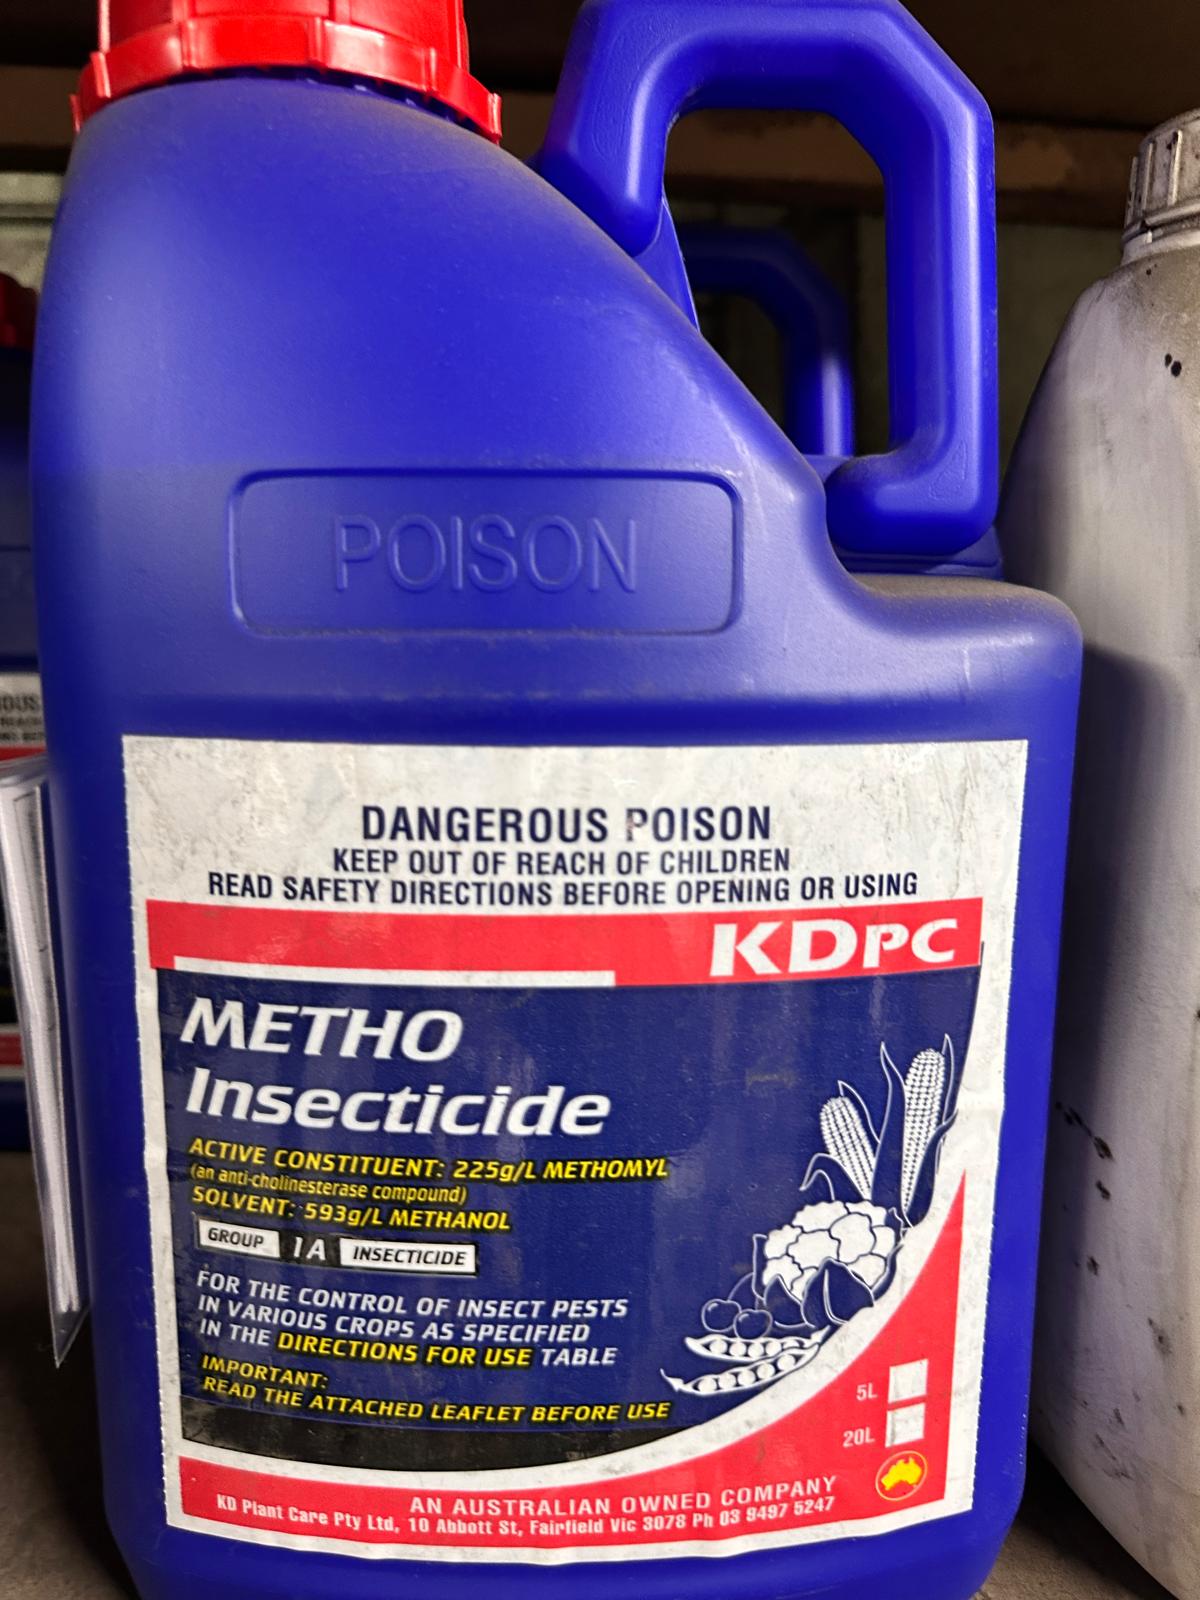 POISON
DANGEROUS POISON
KEEP OUT OF REACH OF CHILDREN
READ SAFETY DIRECTIONS BEFORE OPENING OR USING
KDPC
METHO
Insecticide
ACTIVE CONSTITUENT: 225g/L METHOMYL
(an anti-cholinesterase compound)
SOLVENT: 593g/L METHANOL
GROUP 1A INSECTICIDE
FOR THE CONTROL OF INSECT PESTS
IN VARIOUS CROPS AS SPECIFIED
IN THE DIRECTIONS FOR USE TABLE
IMPORTANT:
READ THE ATTACHED LEAFLET BEFORE USE
5L
20L
AN AUSTRALIAN OWNED COMPANY
KD Plant Care Pty Ltd, 10 Abbott St, Fairfield Vic 3078 Ph 03 9497 5247